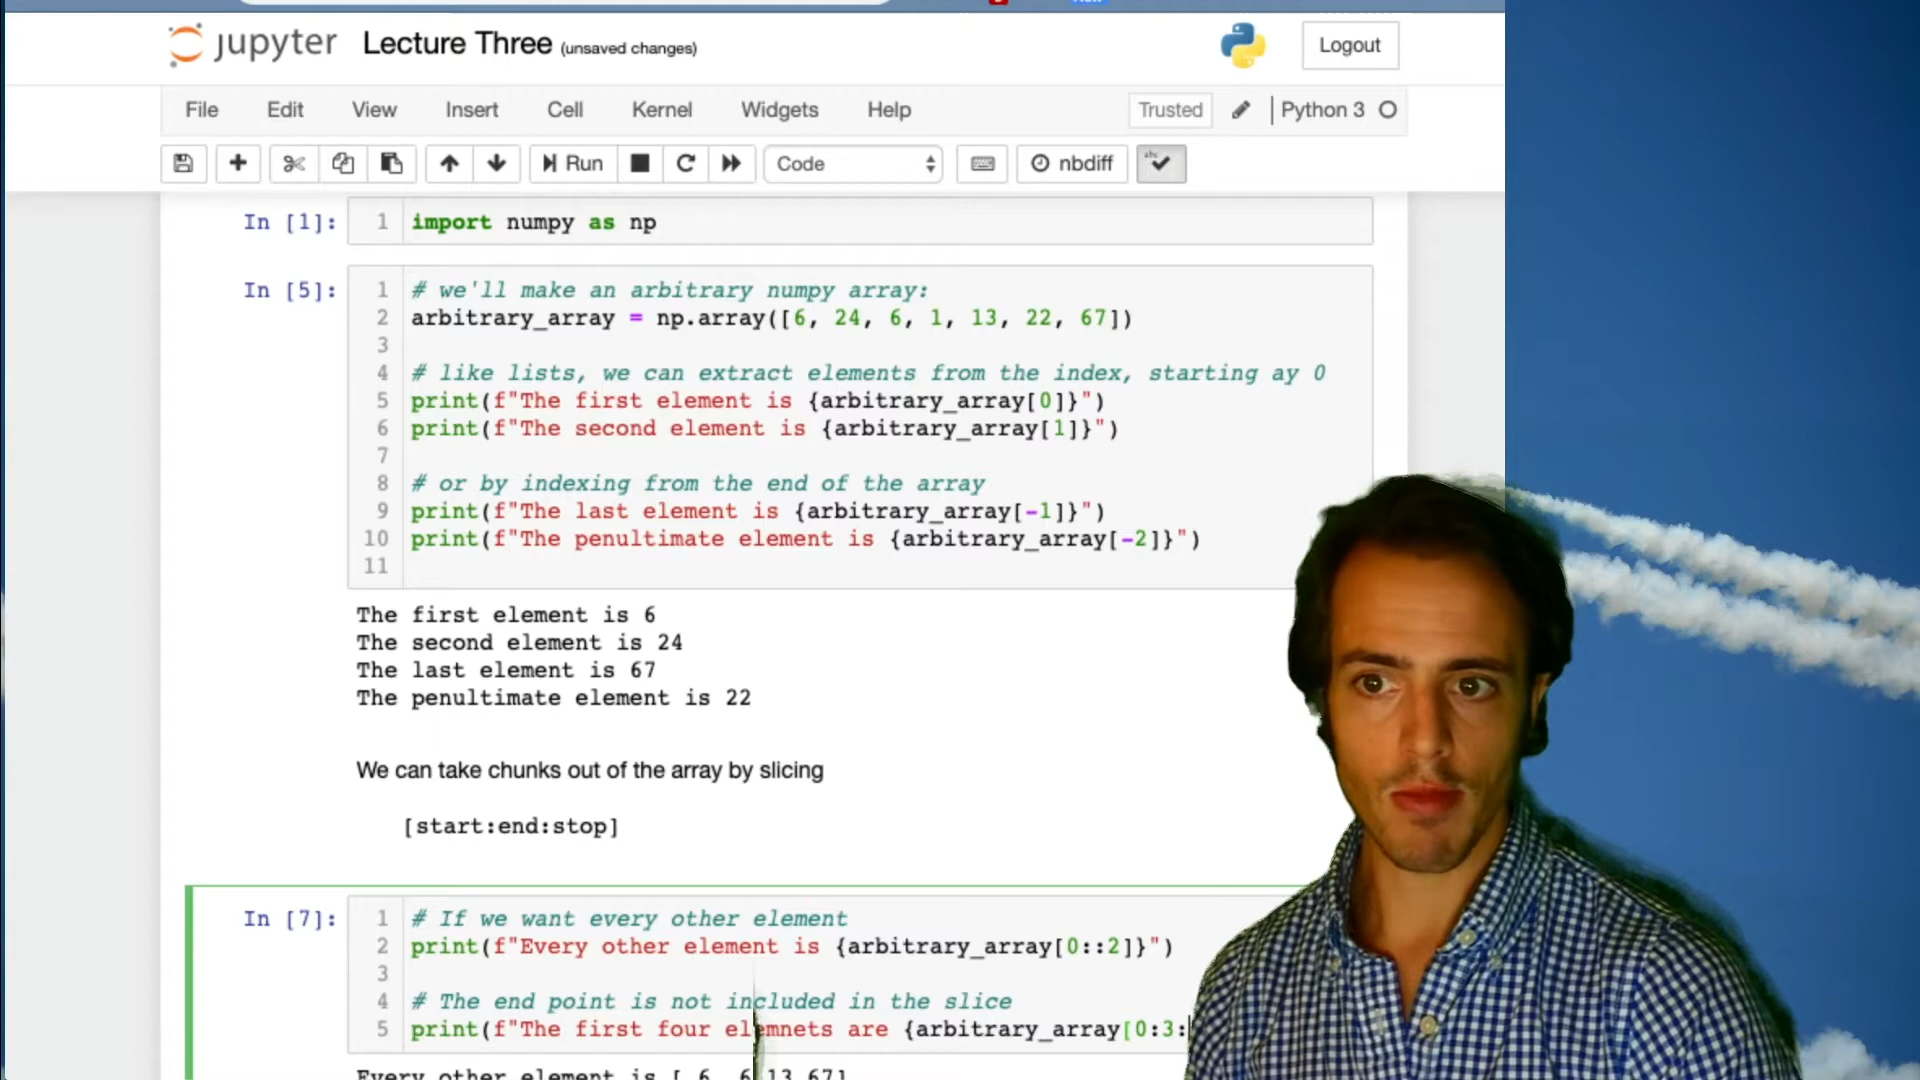 jupyter Lecture Three (unsaved changes) Logout
File Edit View Insert Cell Kernel Widgets Help Trusted Python 3
Run Code nbdiff
In [1]: 1 import numpy as np
In [5]: 1 # we'll make an arbitrary numpy array:
2 arbitrary_array = np.array([6, 24, 6, 1, 13, 22, 67])
3
4 # like lists, we can extract elements from the index, starting ay 0
5 print(f"The first element is {arbitrary_array[0]}")
6 print(f"The second element is {arbitrary_array[1]}")
7
8 # or by indexing from the end of the array
9 print(f"The last element is {arbitrary_array[-1]}")
10 print(f"The penultimate element is {arbitrary_array[-2]}")
11
The first element is 6
The second element is 24
The last element is 67
The penultimate element is 22
We can take chunks out of the array by slicing
[start:end:stop]
In [7]: 1 # If we want every other element
2 print(f"Every other element is {arbitrary_array[0::2]}")
3
4 # The end point is not included in the slice
5 print(f"The first four elemnets are {arbitrary_array[0:3:
Every other element is [ 6 6 13 67]